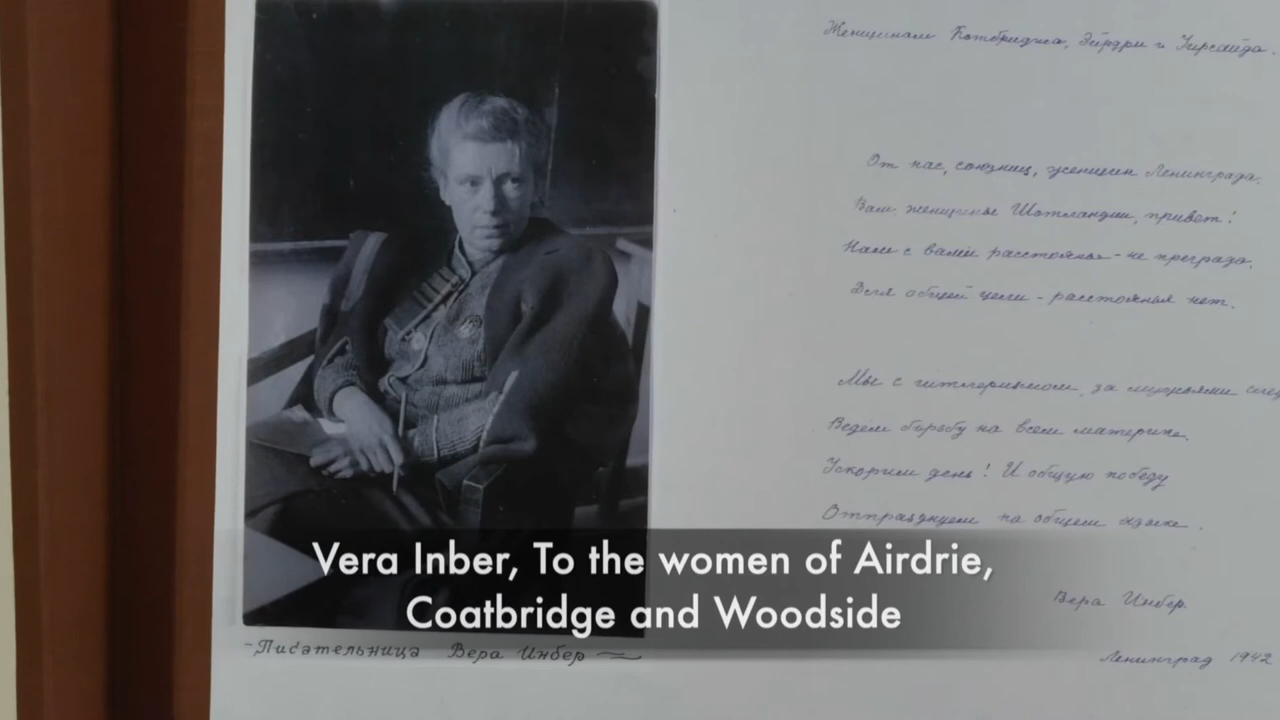 Женщинам Котбриджа, Эйрдри и
От нас, союзниц, женщин Ленинграда,
Вам, женщины Шотландии, привет!
Нам с вами расстоянье - не преграда,
Для общей цели - расстоянья нет.
Мы с гитлеризмом, за
Ведем борьбу на всем материке.
Ускорим день! И общую победу
Отпразднуем на общем языке.
Вера Инбер.
Ленинград 1942
- Писательница Вера Инбер -
Vera Inber, To the women of Airdrie,
Coatbridge and Woodside